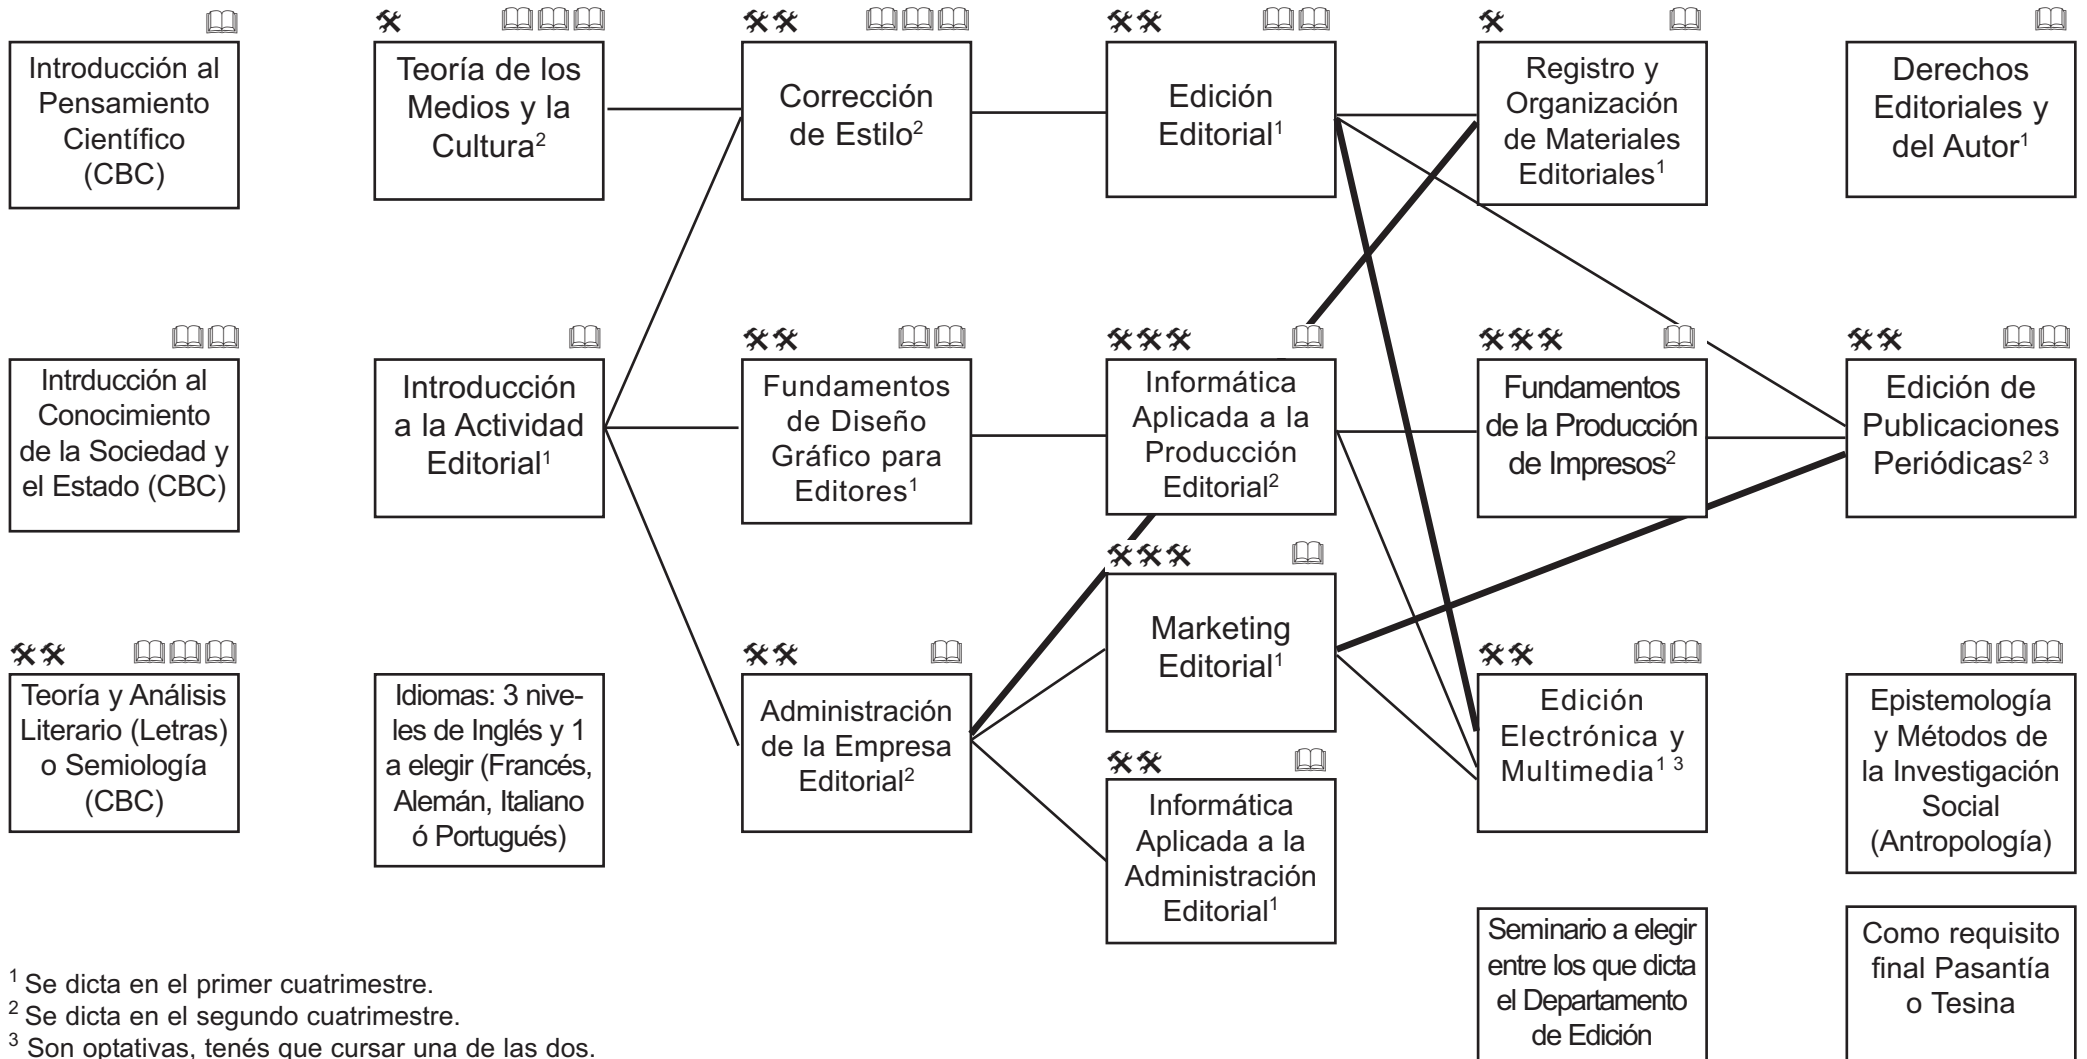 Introducción al
Pensamiento
Científico
(CBC)
Teoría de los
Medios y la
Cultura²
Corrección
de Estilo²
Edición
Editorial¹
Registro y
Organización
de Materiales
Editoriales¹
Derechos
Editoriales y
del Autor¹
Intrducción al
Conocimiento
de la Sociedad y
el Estado (CBC)
Introducción
a la Actividad
Editorial¹
Fundamentos
de Diseño
Gráfico para
Editores¹
Informática
Aplicada a la
Producción
Editorial²
Fundamentos
de la Producción
de Impresos²
Edición de
Publicaciones
Periódicas² ³
Teoría y Análisis
Literario (Letras)
o Semiología
(CBC)
Idiomas: 3 nive-
les de Inglés y 1
a elegir (Francés,
Alemán, Italiano
ó Portugués)
Administración
de la Empresa
Editorial²
Marketing
Editorial¹
Informática
Aplicada a la
Administración
Editorial¹
Edición
Electrónica y
Multimedia¹ ³
Epistemología
y Métodos de
la Investigación
Social
(Antropología)
Seminario a elegir
entre los que dicta
el Departamento
de Edición
Como requisito
final Pasantía
o Tesina
¹ Se dicta en el primer cuatrimestre.
² Se dicta en el segundo cuatrimestre.
³ Son optativas, tenés que cursar una de las dos.